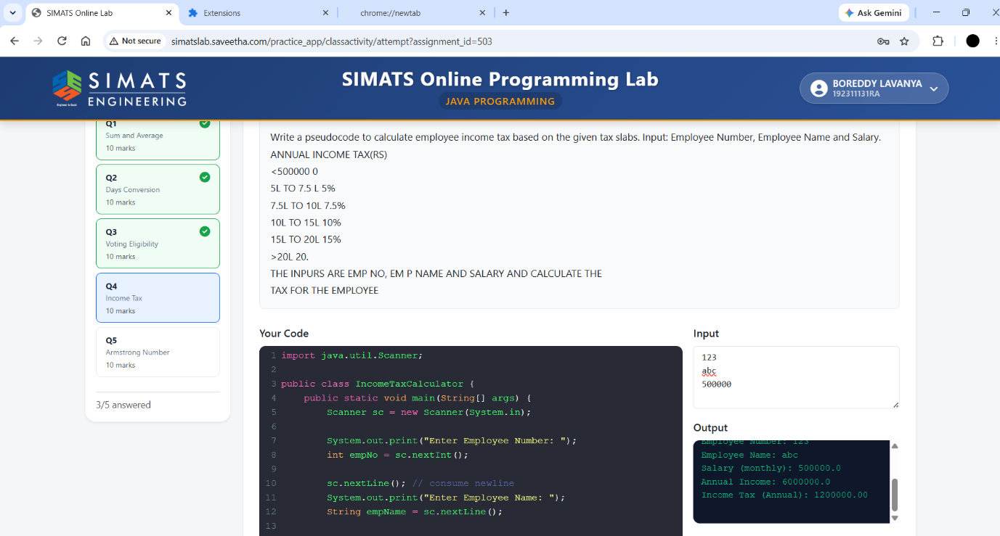 SIMATS Online Lab
Extensions
chrome://newtab
Ask Gemini
Not secure
simatslab.saveetha.com/practice_app/classactivity/attempt?assignment_id=503
SIMATS
ENGINEERING
Engineer to Excel
SIMATS Online Programming Lab
JAVA PROGRAMMING
BOREDDY LAVANYA
192311131RA
Q1
Sum and Average
10 marks
Q2
Days Conversion
10 marks
Q3
Voting Eligibility
10 marks
Q4
Income Tax
10 marks
Q5
Armstrong Number
10 marks
3/5 answered
Write a pseudocode to calculate employee income tax based on the given tax slabs. Input: Employee Number, Employee Name and Salary.
ANNUAL INCOME TAX(RS)
<500000 0
5L TO 7.5 L 5%
7.5L TO 10L 7.5%
10L TO 15L 10%
15L TO 20L 15%
>20L 20.
THE INPURS ARE EMP NO, EM P NAME AND SALARY AND CALCULATE THE
TAX FOR THE EMPLOYEE
Your Code
1 import java.util.Scanner;
2
3 public class IncomeTaxCalculator {
4 public static void main(String[] args) {
5 Scanner sc = new Scanner(System.in);
6
7 System.out.print("Enter Employee Number: ");
8 int empNo = sc.nextInt();
9
10 sc.nextLine(); // consume newline
11 System.out.print("Enter Employee Name: ");
12 String empName = sc.nextLine();
13
Input
123
abc
500000
Output
Employee Number: 123
Employee Name: abc
Salary (monthly): 500000.0
Annual Income: 6000000.0
Income Tax (Annual): 1200000.00